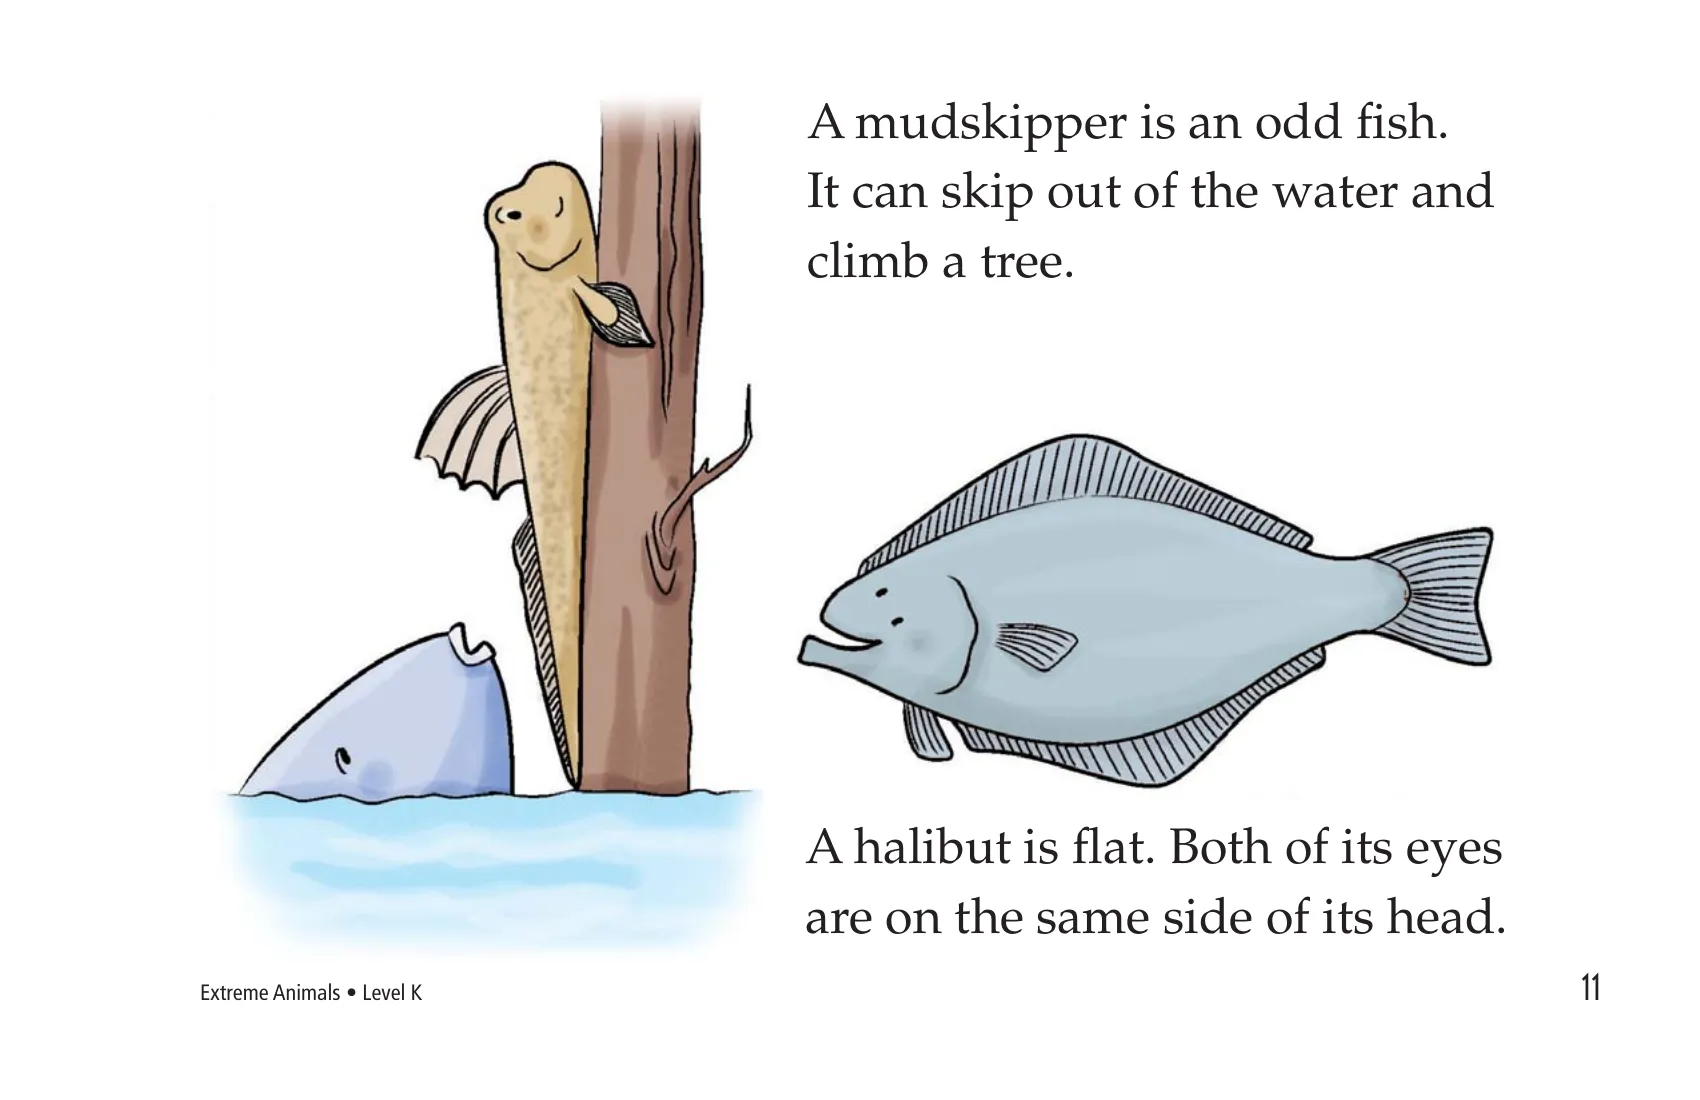 A mudskipper is an odd fish.
It can skip out of the water and
climb a tree.
A halibut is flat. Both of its eyes
are on the same side of its head.
Extreme Animals • Level K
11